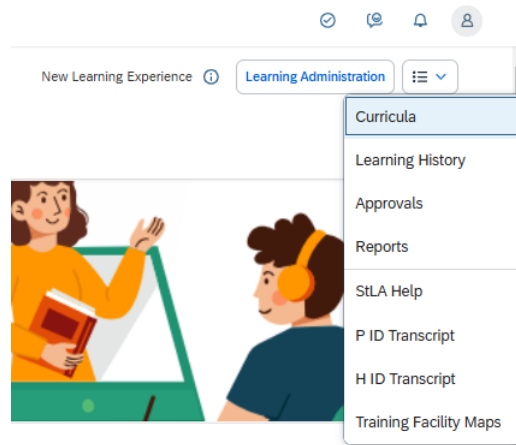 New Learning Experience
Learning Administration
Curricula
Learning History
Approvals
Reports
StLA Help
P ID Transcript
H ID Transcript
Training Facility Maps